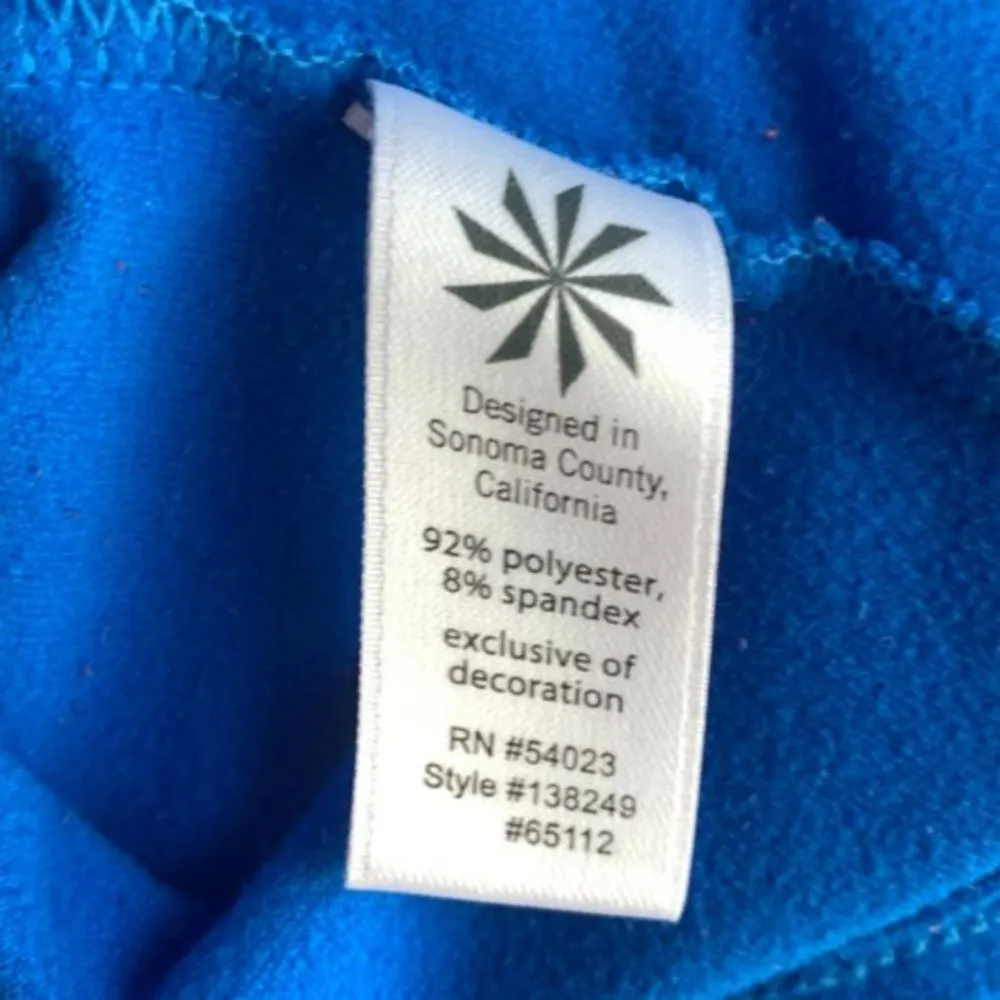 Designed in
Sonoma County,
California
92% polyester,
8% spandex
exclusive of
decoration
RN #54023
Style #138249
#65112